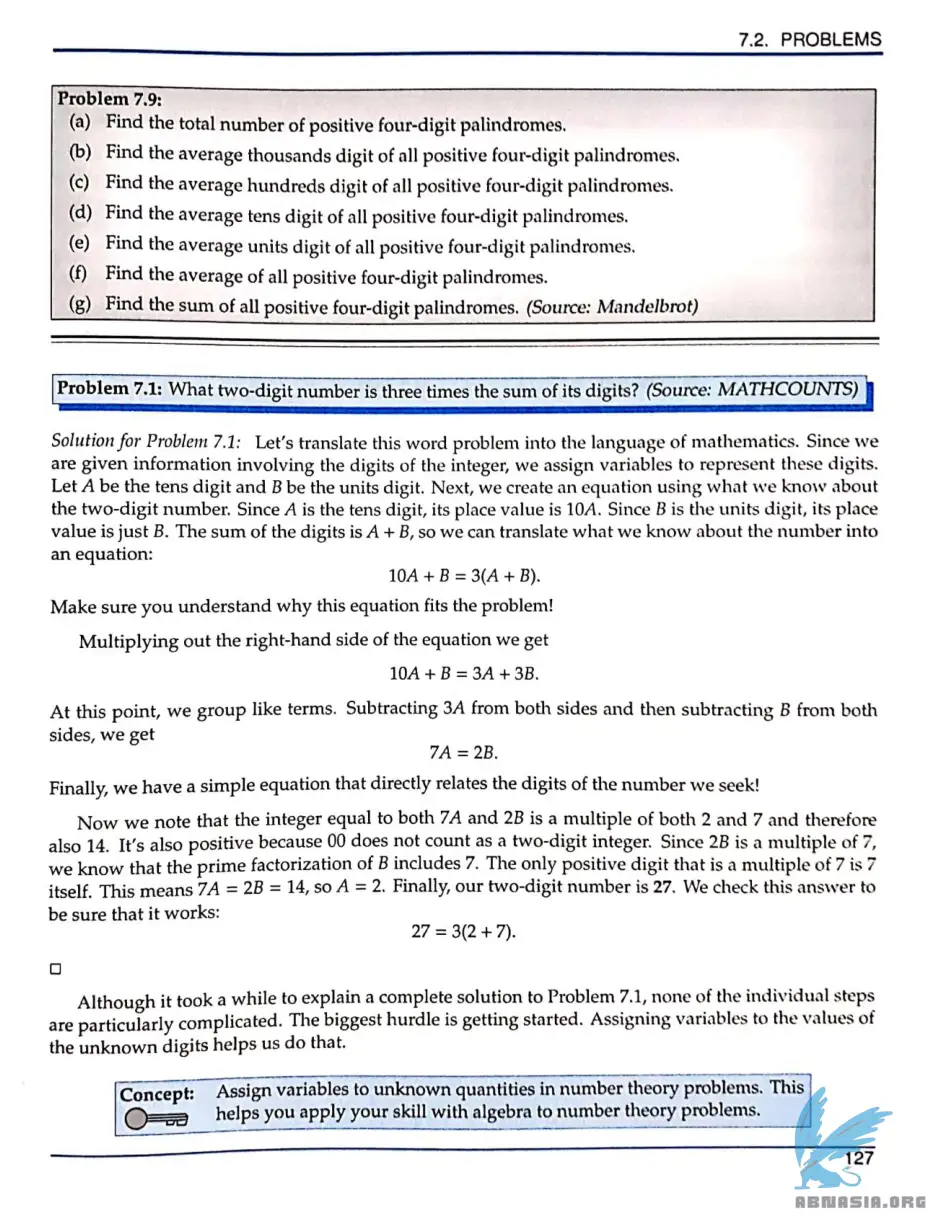 7.2. PROBLEMS
Problem 7.9:
(a) Find the total number of positive four-digit palindromes.
(b) Find the average thousands digit of all positive four-digit palindromes.
(c) Find the average hundreds digit of all positive four-digit palindromes.
(d) Find the average tens digit of all positive four-digit palindromes.
(e) Find the average units digit of all positive four-digit palindromes.
(f) Find the average of all positive four-digit palindromes.
(g) Find the sum of all positive four-digit palindromes. (Source: Mandelbrot)
Problem 7.1: What two-digit number is three times the sum of its digits? (Source: MATHCOUNTS)
Solution for Problem 7.1: Let's translate this word problem into the language of mathematics. Since we
are given information involving the digits of the integer, we assign variables to represent these digits.
Let A be the tens digit and B be the units digit. Next, we create an equation using what we know about
the two-digit number. Since A is the tens digit, its place value is 10A. Since B is the units digit, its place
value is just B. The sum of the digits is A + B, so we can translate what we know about the number into
an equation:
10A + B = 3(A + B).
Make sure you understand why this equation fits the problem!
Multiplying out the right-hand side of the equation we get
10A + B = 3A + 3B.
At this point, we group like terms. Subtracting 3A from both sides and then subtracting B from both
sides, we get
7A = 2B.
Finally, we have a simple equation that directly relates the digits of the number we seek!
Now we note that the integer equal to both 7A and 2B is a multiple of both 2 and 7 and therefore
also 14. It's also positive because 00 does not count as a two-digit integer. Since 2B is a multiple of 7,
we know that the prime factorization of B includes 7. The only positive digit that is a multiple of 7 is 7
itself. This means 7A = 2B = 14, so A = 2. Finally, our two-digit number is 27. We check this answer to
be sure that it works:
27 = 3(2 + 7).
□
Although it took a while to explain a complete solution to Problem 7.1, none of the individual steps
are particularly complicated. The biggest hurdle is getting started. Assigning variables to the values of
the unknown digits helps us do that.
Concept: Assign variables to unknown quantities in number theory problems. This
helps you apply your skill with algebra to number theory problems.
127
ABNASIA.ORG